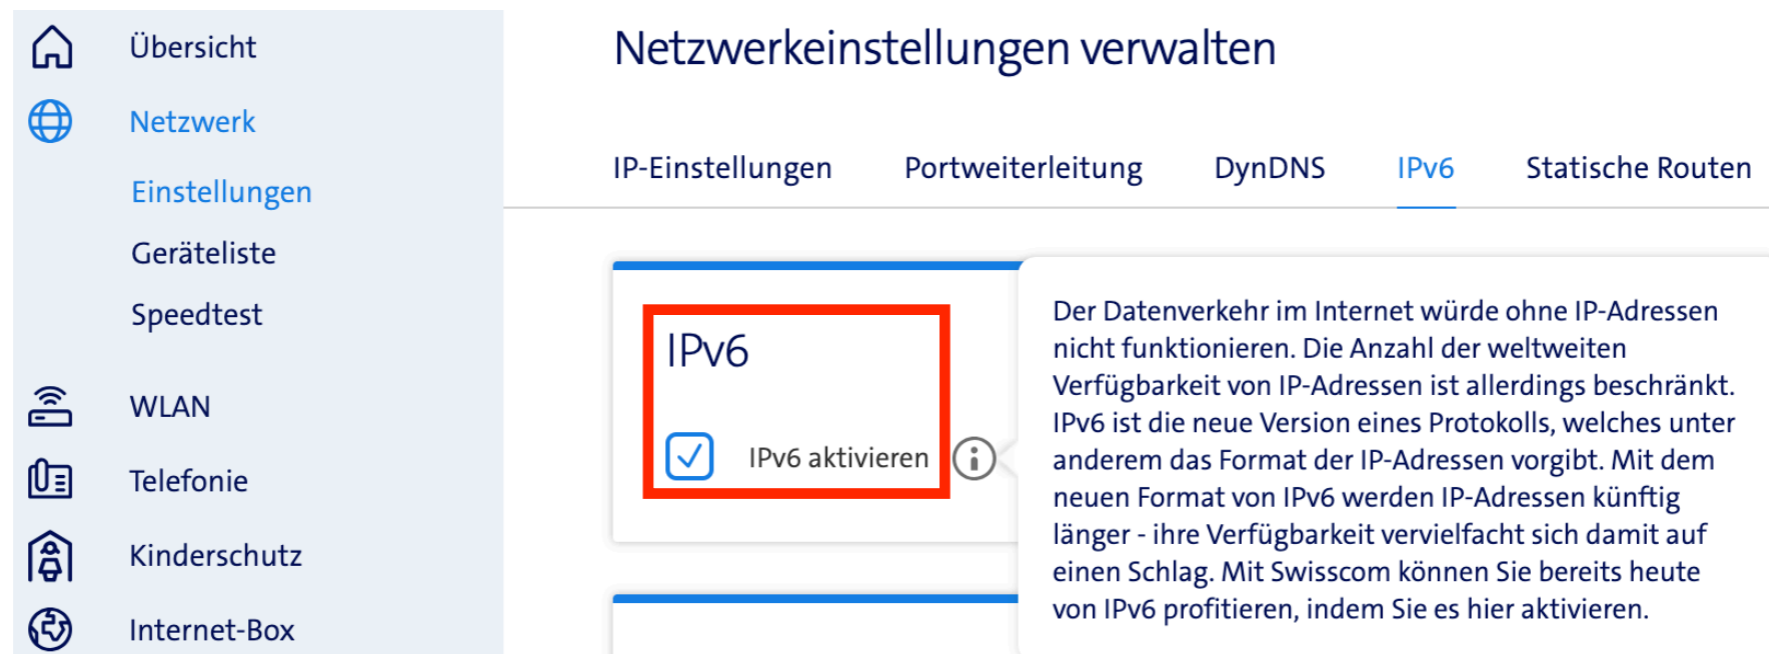 Übersicht
Netzwerk
Einstellungen
Geräteliste
Speedtest
WLAN
Telefonie
Kinderschutz
Internet-Box
Netzwerkeinstellungen verwalten
IP-Einstellungen Portweiterleitung DynDNS IPv6 Statische Routen
IPv6
IPv6 aktivieren
Der Datenverkehr im Internet würde ohne IP-Adressen
nicht funktionieren. Die Anzahl der weltweiten
Verfügbarkeit von IP-Adressen ist allerdings beschränkt.
IPv6 ist die neue Version eines Protokolls, welches unter
anderem das Format der IP-Adressen vorgibt. Mit dem
neuen Format von IPv6 werden IP-Adressen künftig
länger - ihre Verfügbarkeit vervielfacht sich damit auf
einen Schlag. Mit Swisscom können Sie bereits heute
von IPv6 profitieren, indem Sie es hier aktivieren.